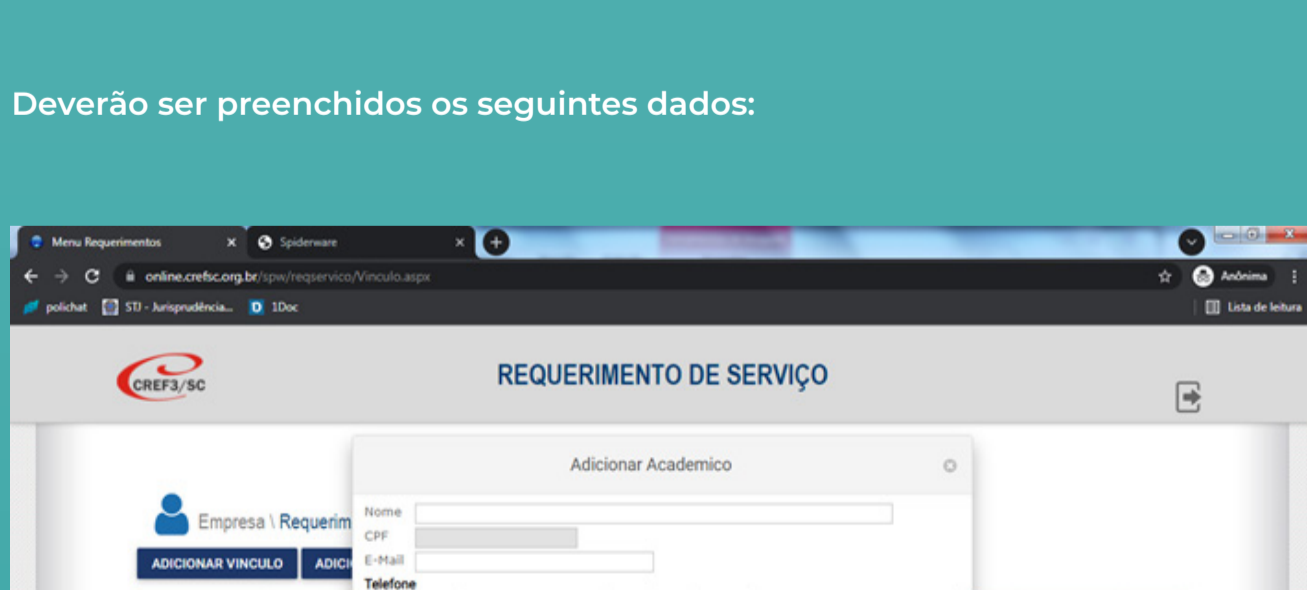 Deverão ser preenchidos os seguintes dados:
Menu Requerimentos
Spiderware
online.crefsc.org.br/spw/reqservico/Vinculo.aspx
Anônima
polichat
STJ - Jurisprudência...
1Doc
Lista de leitura
CREF3/SC
REQUERIMENTO DE SERVIÇO
Adicionar Academico
Nome
Empresa \ Requerim
CPF
E-Mail
ADICIONAR VINCULO
ADICI
Telefone